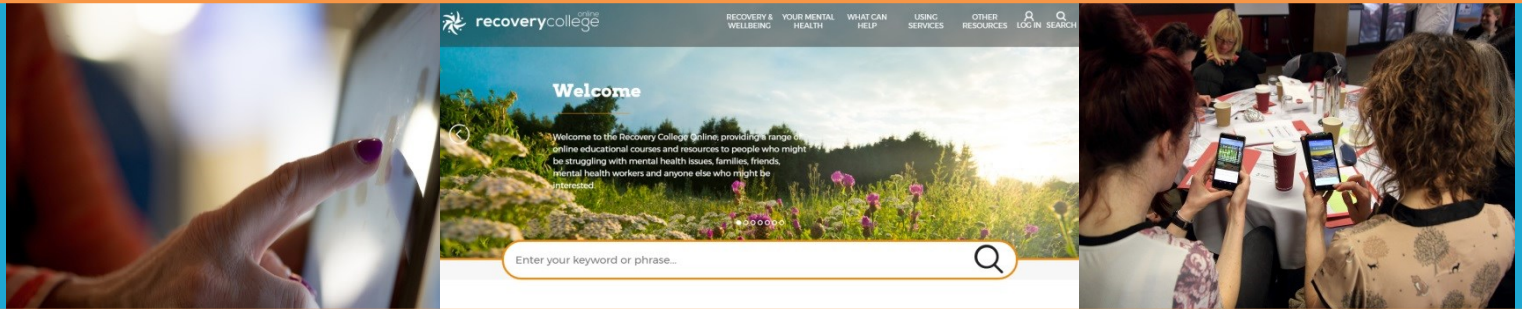 online
recoverycollege
RECOVERY & WELLBEING
YOUR MENTAL HEALTH
WHAT CAN HELP
USING SERVICES
OTHER RESOURCES
LOG IN
SEARCH
Welcome
Welcome to the Recovery College Online, providing a range of
online educational courses and resources to people who might
be struggling with mental health issues, families, friends,
mental health workers and anyone else who might be
interested.
Enter your keyword or phrase...